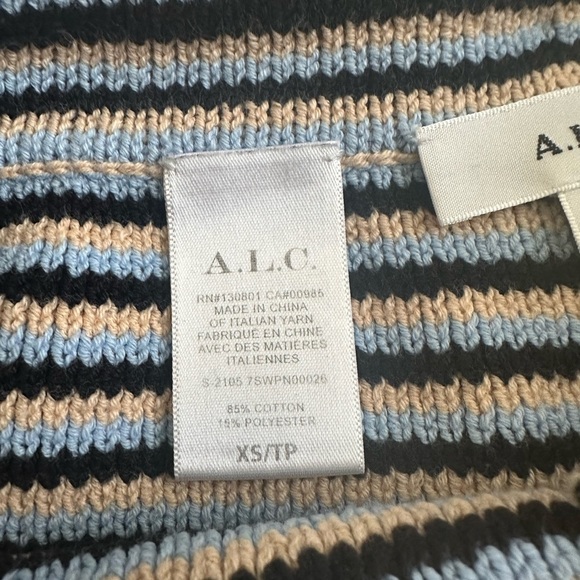 A.L.C.
RN#130801 CA#00985
MADE IN CHINA
OF ITALIAN YARN
FABRIQUÉ EN CHINE
AVEC DES MATIÈRES
ITALIENNES
S-2105 7SWPN00026
85% COTTON
15% POLYESTER
XS/TP
A.